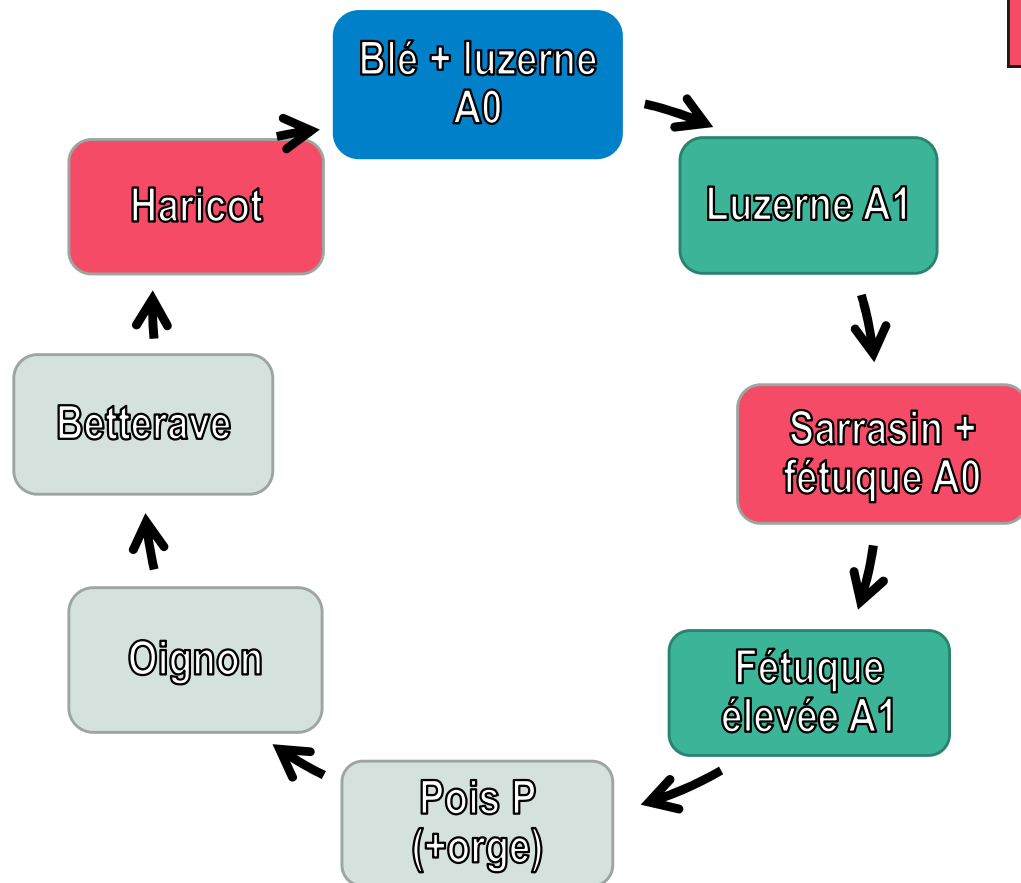 Blé + luzerne
A0
Luzerne A1
Sarrasin +
fétuque A0
Fétuque
élevée A1
Pois P
(+orge)
Oignon
Betterave
Haricot